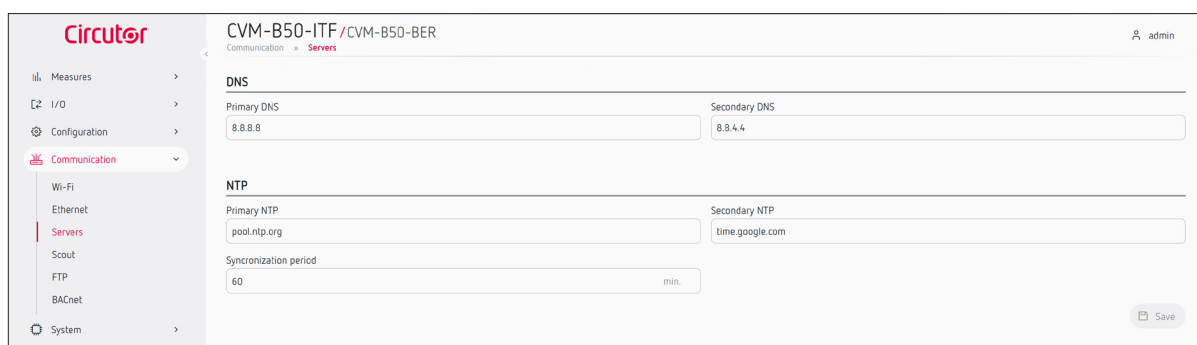 Circutor
CVM-B50-ITF/CVM-B50-BER
Communication » Servers
admin
Measures
I/O
Configuration
Communication
Wi-Fi
Ethernet
Servers
Scout
FTP
BACnet
System
DNS
Primary DNS
Secondary DNS
8.8.8.8
8.8.4.4
NTP
Primary NTP
Secondary NTP
pool.ntp.org
time.google.com
Syncronization period
60 min.
Save